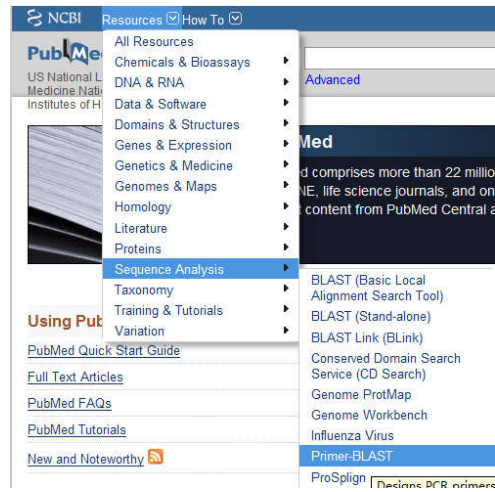 NCBI Resources How To
All Resources
Chemicals & Bioassays
DNA & RNA
Data & Software
Domains & Structures
Genes & Expression
Genetics & Medicine
Genomes & Maps
Homology
Literature
Proteins
Sequence Analysis
Taxonomy
Training & Tutorials
Variation
PubMe
US National L
Medicine Nati
Institutes of H
Advanced
Med
d comprises more than 22 millio
NE, life science journals, and on
t content from PubMed Central a
BLAST (Basic Local
Alignment Search Tool)
BLAST (Stand-alone)
BLAST Link (BLink)
Conserved Domain Search
Service (CD Search)
Genome ProtMap
Genome Workbench
Influenza Virus
Primer-BLAST
ProSplign
Designs PCR primers
Using Pub
PubMed Quick Start Guide
Full Text Articles
PubMed FAQs
PubMed Tutorials
New and Noteworthy